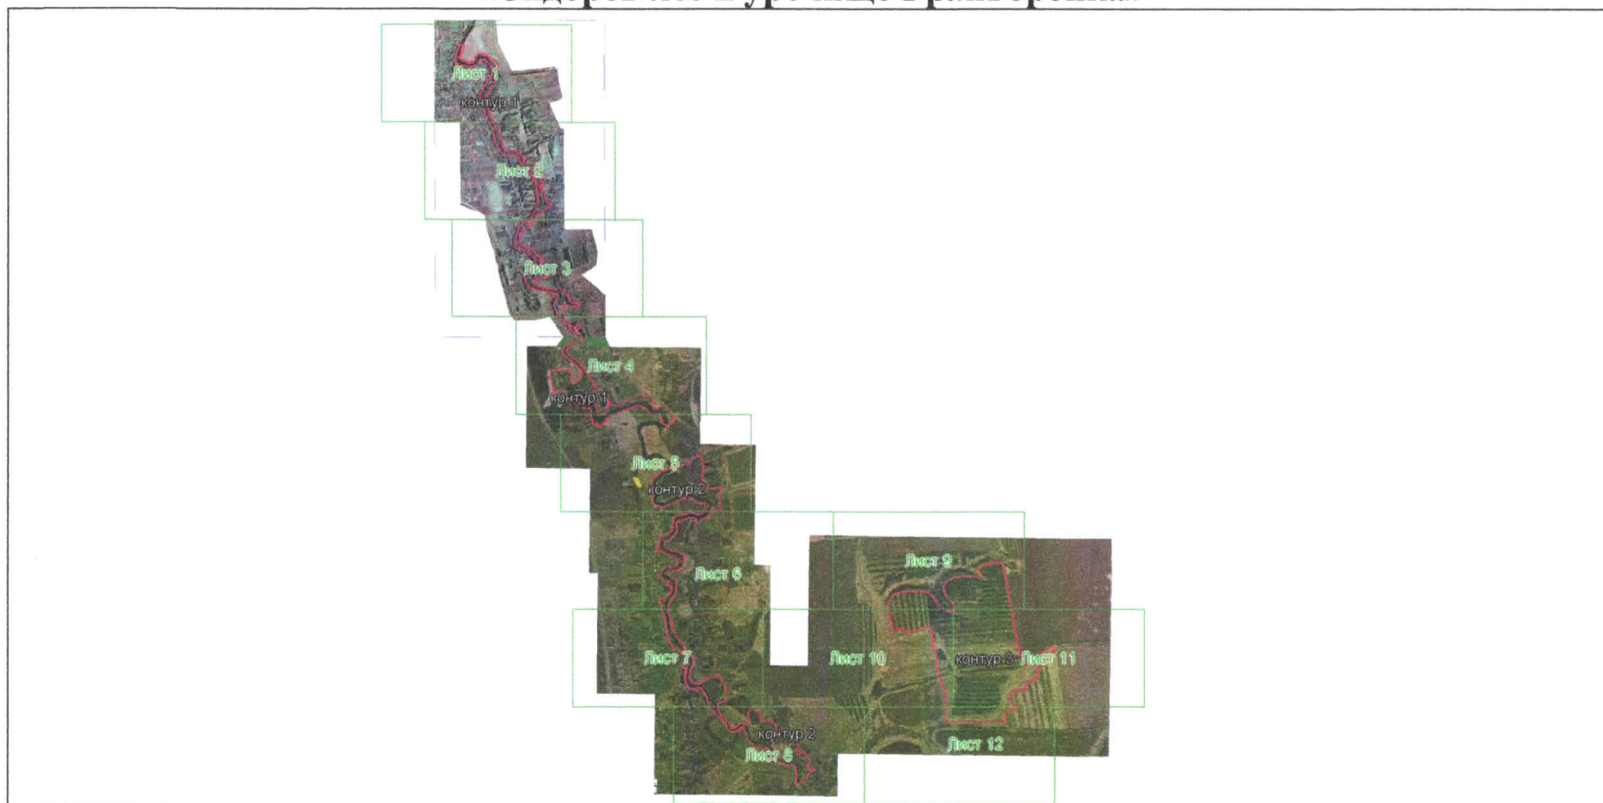 Лист 1
контур 1
Лист 2
Лист 3
Лист 4
контур 1
Лист 5
контур 2
Лист 9
Лист 6
Лист 7
Лист 10
контур 3
Лист 11
контур 2
Лист 12
Лист 8